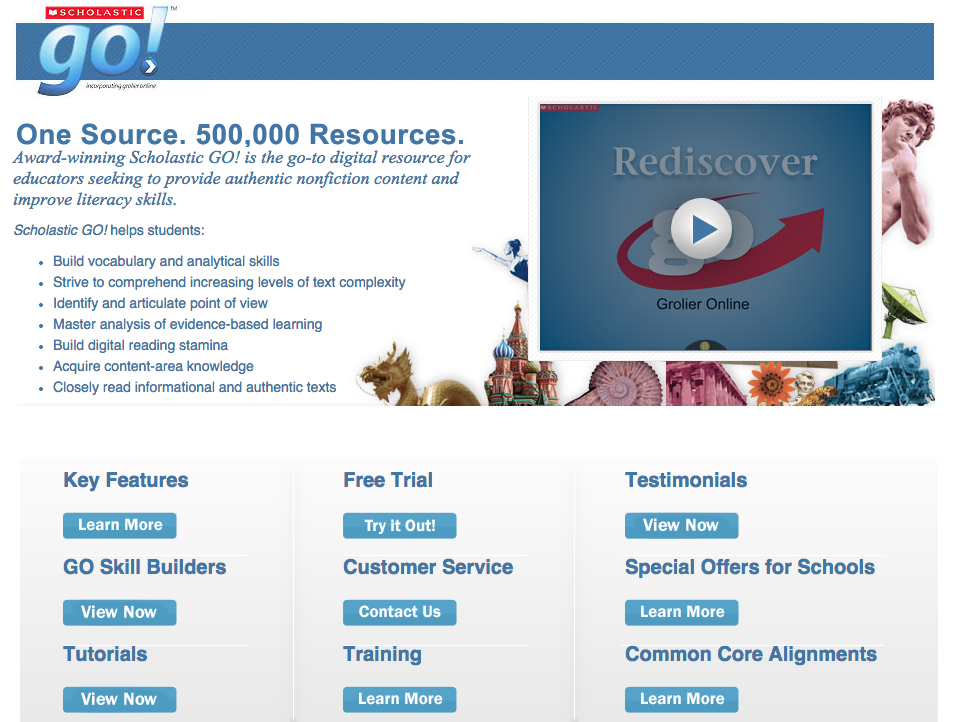 SCHOLASTIC
go!™
incorporating grolier online
One Source. 500,000 Resources.
Award-winning Scholastic GO! is the go-to digital resource for
educators seeking to provide authentic nonfiction content and
improve literacy skills.
Scholastic GO! helps students:
• Build vocabulary and analytical skills
• Strive to comprehend increasing levels of text complexity
• Identify and articulate point of view
• Master analysis of evidence-based learning
• Build digital reading stamina
• Acquire content-area knowledge
• Closely read informational and authentic texts
SCHOLASTIC
Rediscover
go
Grolier Online
Key Features
Learn More
GO Skill Builders
View Now
Tutorials
View Now
Free Trial
Try it Out!
Customer Service
Contact Us
Training
Learn More
Testimonials
View Now
Special Offers for Schools
Learn More
Common Core Alignments
Learn More